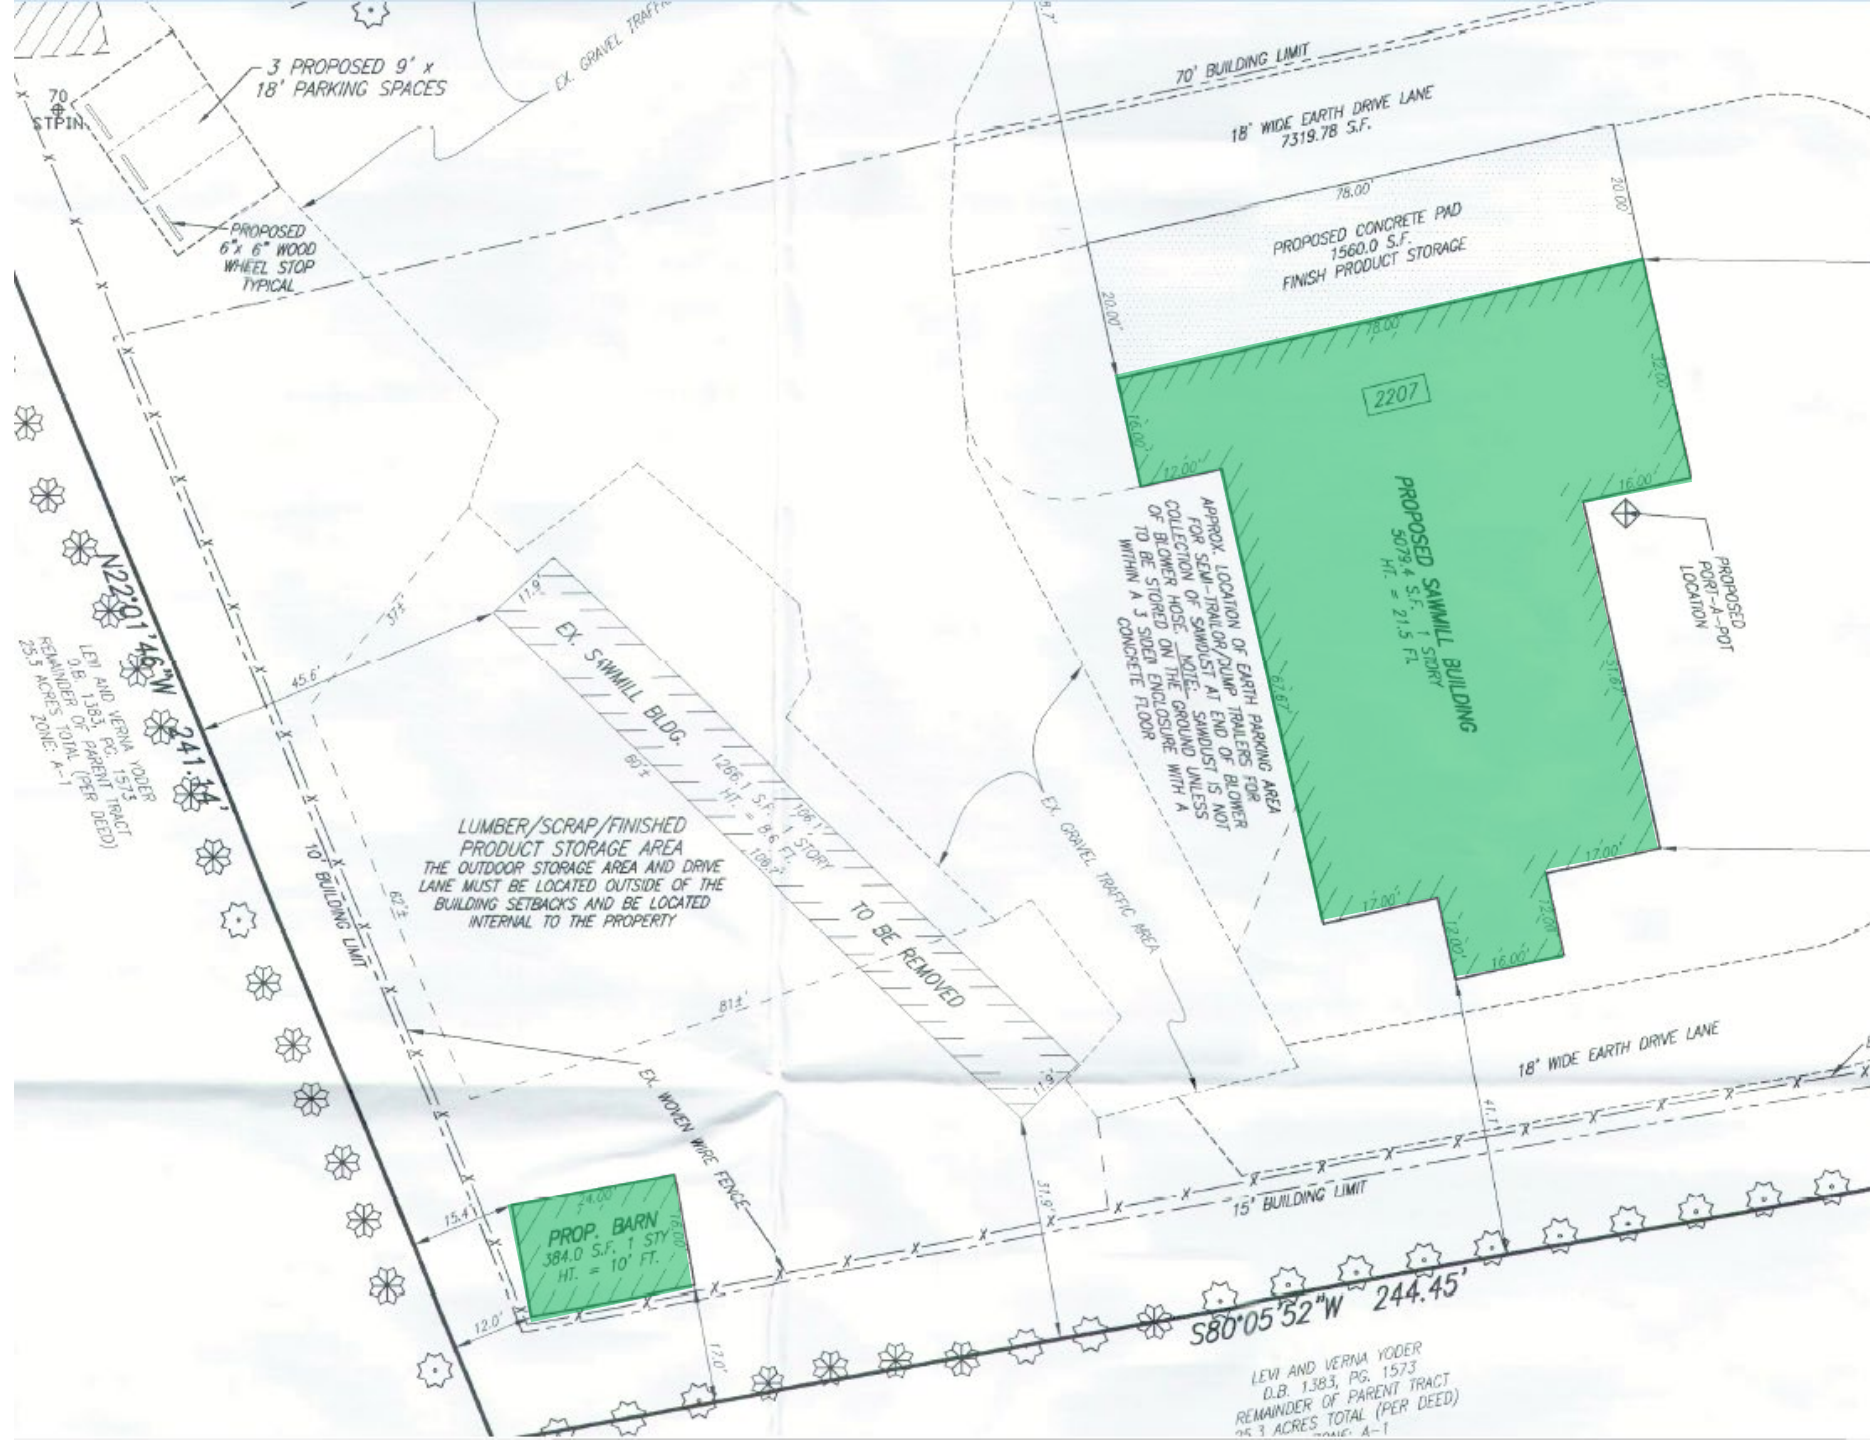 3 PROPOSED 9' x
18' PARKING SPACES
70
STPIN
PROPOSED
6"x 6" WOOD
WHEEL STOP
TYPICAL
EX. GRAVEL
8.7'
70' BUILDING LIMIT
18' WIDE EARTH DRIVE LANE
7319.78 S.F.
78.00'
20.00'
PROPOSED CONCRETE PAD
1560.0 S.F.
FINISH PRODUCT STORAGE
20.00'
78.00'
32.00'
2207
16.00'
12.00'
16.00'
PROPOSED SAWMILL BUILDING
5079.4 S.F. 1 STORY
HT. = 21.5 FT.
PROPOSED
PORT-A-POT
LOCATION
APPROX. LOCATION OF EARTH PARKING AREA
FOR SEMI-TRAILOR/DUMP TRAILERS FOR
COLLECTION OF SAWDUST AT END OF BLOWER
OF BLOWER HOSE. NOTE: SAWDUST IS NOT
TO BE STORED ON THE GROUND UNLESS
WITHIN A 3 SIDED ENCLOSURE WITH A
CONCRETE FLOOR
67.67'
51.67'
17.00'
17.00'
12.00'
12.00'
16.00'
37±
11.9'
45.6'
EX. SAWMILL BLDG.
1266.1 S.F. 1 STORY
HT. = 8.6 FT.
TO BE REMOVED
60±
106.1'
106.7'
11.9'
N22°01'46"W 241.14'
LEVI AND VERNA YODER
D.B. 1383, PG. 1573
REMAINDER OF PARENT TRACT
25.3 ACRES TOTAL (PER DEED)
ZONE: A-1
10' BUILDING LIMIT
62'±
LUMBER/SCRAP/FINISHED
PRODUCT STORAGE AREA
THE OUTDOOR STORAGE AREA AND DRIVE
LANE MUST BE LOCATED OUTSIDE OF THE
BUILDING SETBACKS AND BE LOCATED
INTERNAL TO THE PROPERTY
81±'
EX. GRAVEL TRAFFIC AREA
EX. WOVEN WIRE FENCE
18' WIDE EARTH DRIVE LANE
15.4'
24.00'
16.00'
PROP. BARN
384.0 S.F. 1 STY
HT. = 10' FT.
12.0'
17.0'
31.9'
15' BUILDING LIMIT
S80°05'52"W 244.45'
LEVI AND VERNA YODER
D.B. 1383, PG. 1573
REMAINDER OF PARENT TRACT
25.3 ACRES TOTAL (PER DEED)
ZONE: A-1